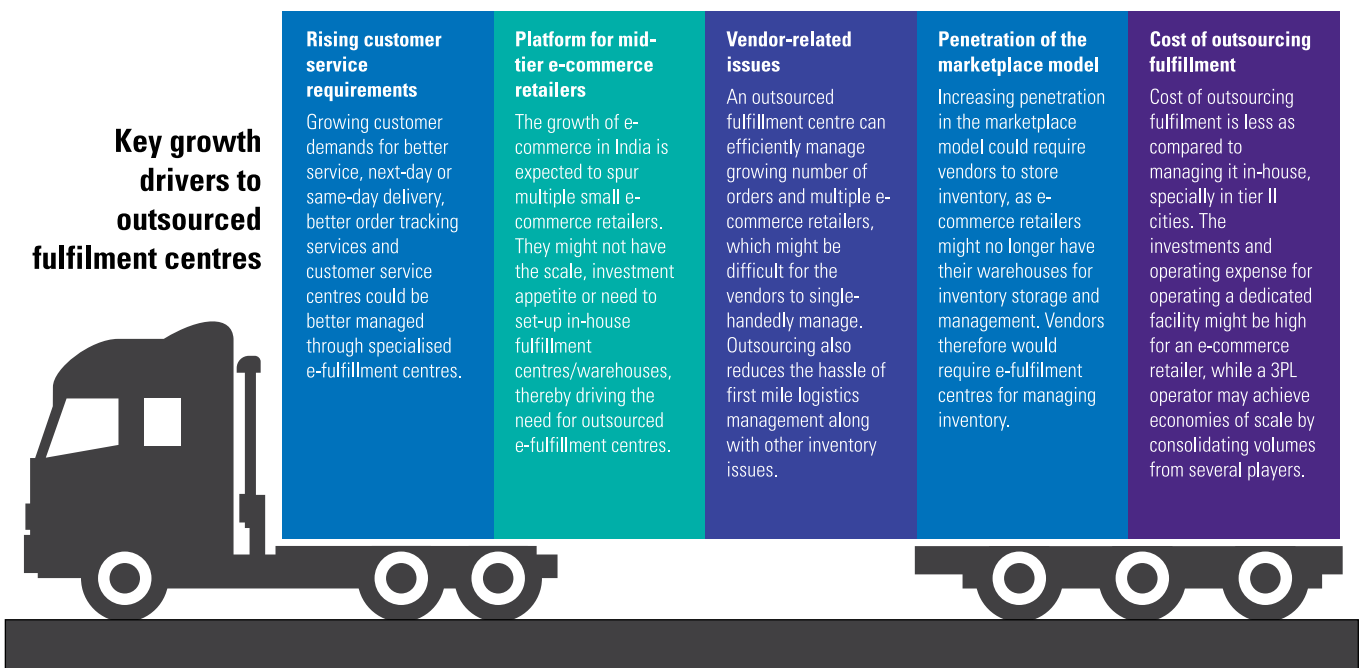 Key growth
drivers to
outsourced
fulfilment centres
Rising customer
service
requirements
Growing customer
demands for better
service, next-day or
same-day delivery,
better order tracking
services and
customer service
centres could be
better managed
through specialised
e-fulfillment centres.
Platform for mid-
tier e-commerce
retailers
The growth of e-
commerce in India is
expected to spur
multiple small e-
commerce retailers.
They might not have
the scale, investment
appetite or need to
set-up in-house
fulfillment
centres/warehouses,
thereby driving the
need for outsourced
e-fulfillment centres.
Vendor-related
issues
An outsourced
fulfillment centre can
efficiently manage
growing number of
orders and multiple e-
commerce retailers,
which might be
difficult for the
vendors to single-
handedly manage.
Outsourcing also
reduces the hassle of
first mile logistics
management along
with other inventory
issues.
Penetration of the
marketplace model
Increasing penetration
in the marketplace
model could require
vendors to store
inventory, as e-
commerce retailers
might no longer have
their warehouses for
inventory storage and
management. Vendors
therefore would
require e-fulfilment
centres for managing
inventory.
Cost of outsourcing
fulfillment
Cost of outsourcing
fulfilment is less as
compared to
managing it in-house,
specially in tier II
cities. The
investments and
operating expense for
operating a dedicated
facility might be high
for an e-commerce
retailer, while a 3PL
operator may achieve
economies of scale by
consolidating volumes
from several players.